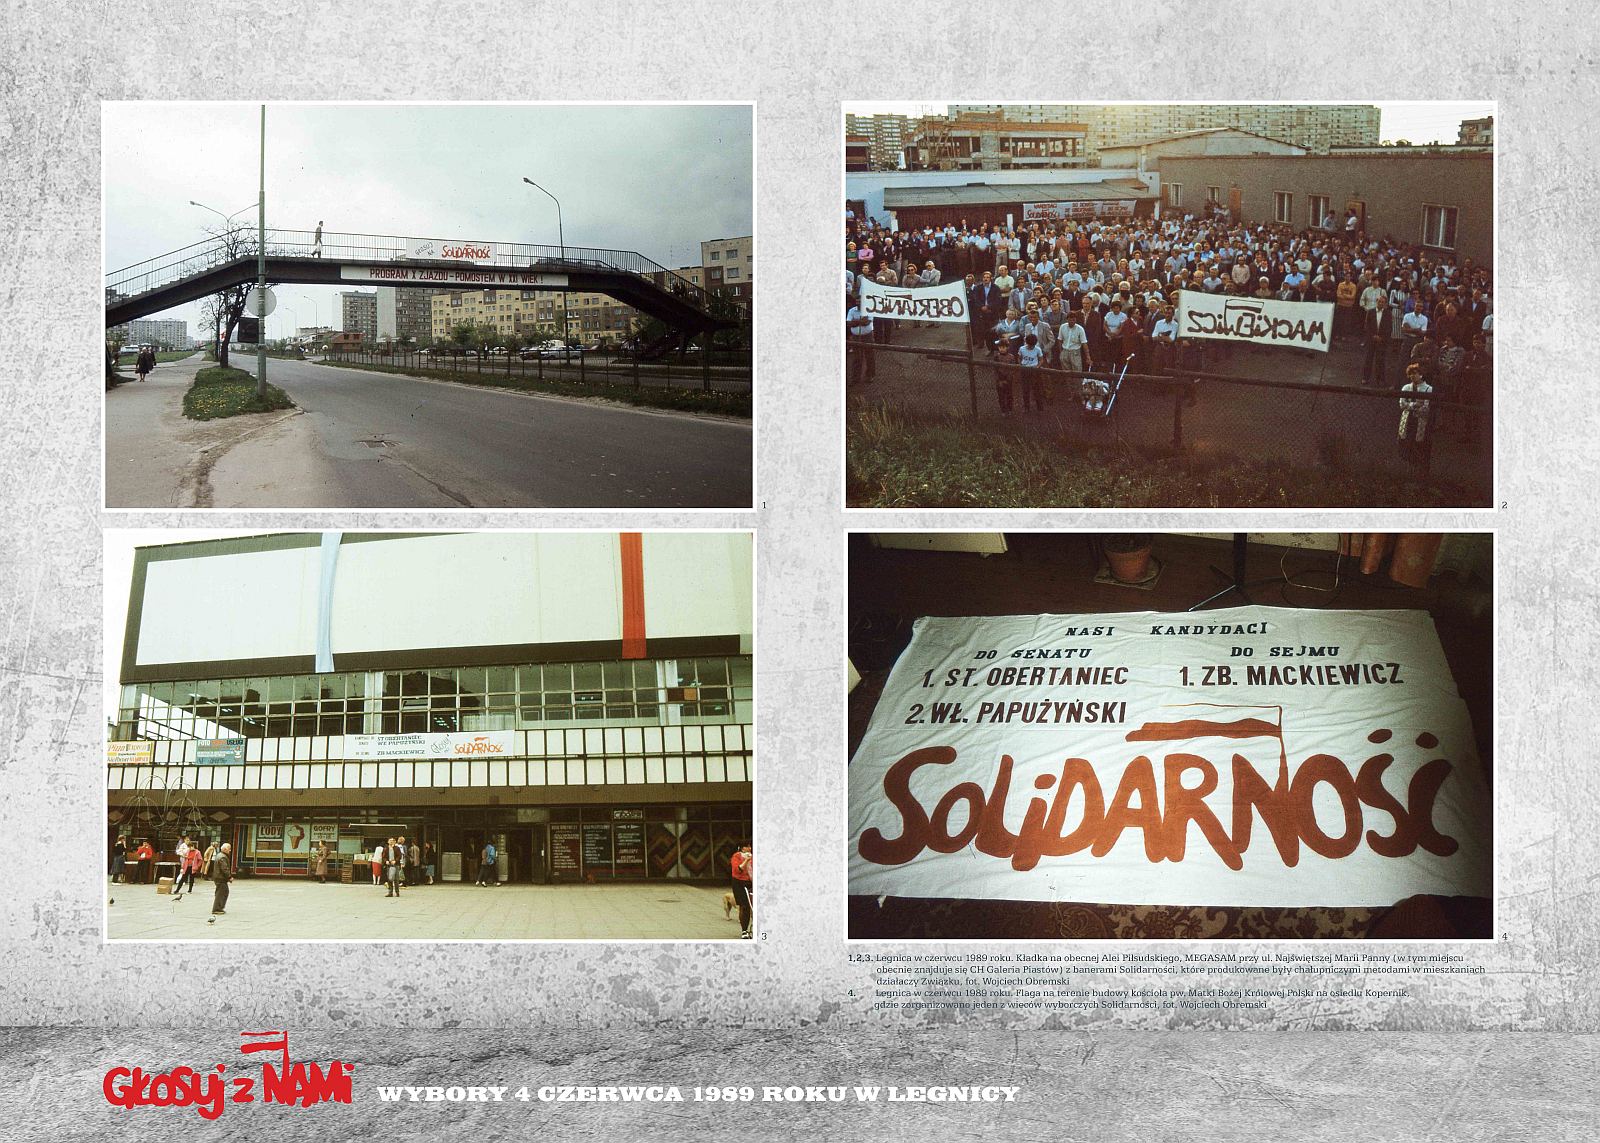 GŁOSUJ NA
SOLIDARNOŚĆ
PROGRAM X ZJAZDU - POMOSTEM W XXI WIEK!
1
SOLIDARNOŚĆ
OBERTANIEC
MACKIEWICZ
2
ST OBERTANIEC
WŁ PAPUŻYŃSKI
ZB MACKIEWICZ
SOLIDARNOŚĆ
Pizza
FOTO
LODY
GOFRY
3
NASI KANDYDACI
DO SENATU
DO SEJMU
1. ST. OBERTANIEC
1. ZB. MACKIEWICZ
2. WŁ. PAPUŻYŃSKI
SOLiDARNOŚĆ
4
1,2,3. Legnica w czerwcu 1989 roku. Kładka na obecnej Alei Piłsudskiego, MEGASAM przy ul. Najświętszej Marii Panny (w tym miejscu
obecnie znajduje się CH Galeria Piastów) z banerami Solidarności, które produkowane były chałupniczymi metodami w mieszkaniach
działaczy Związku, fot. Wojciech Obremski
4. Legnica w czerwcu 1989 roku. Flaga na terenie budowy kościoła pw. Matki Bożej Królowej Polski na osiedlu Kopernik,
gdzie zorganizowano jeden z wieców wyborczych Solidarności, fot. Wojciech Obremski
GŁOSUJ Z NAMI
WYBORY 4 CZERWCA 1989 ROKU W LEGNICY